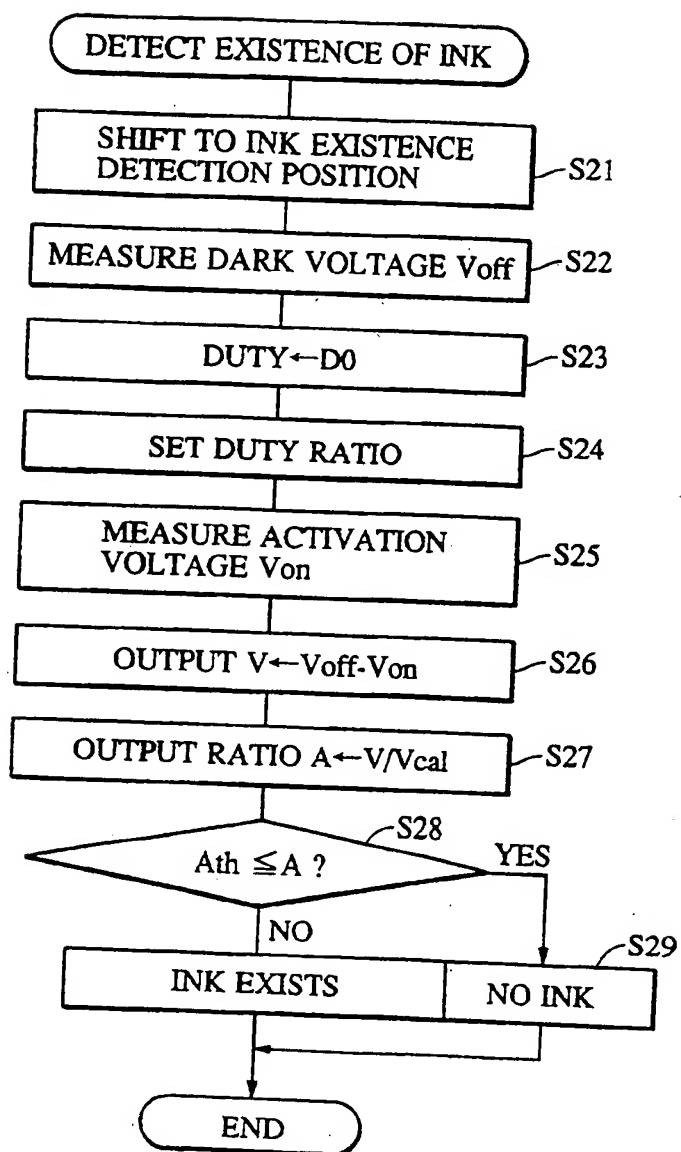 DETECT EXISTENCE OF INK
SHIFT TO INK EXISTENCE
DETECTION POSITION
S21
MEASURE DARK VOLTAGE Voff
S22
DUTY←D0
S23
SET DUTY RATIO
S24
MEASURE ACTIVATION
VOLTAGE Von
S25
OUTPUT V←Voff-Von
S26
OUTPUT RATIO A←V/Vcal
S27
S28
Ath ≦A ?
YES
NO
S29
INK EXISTS
NO INK
END